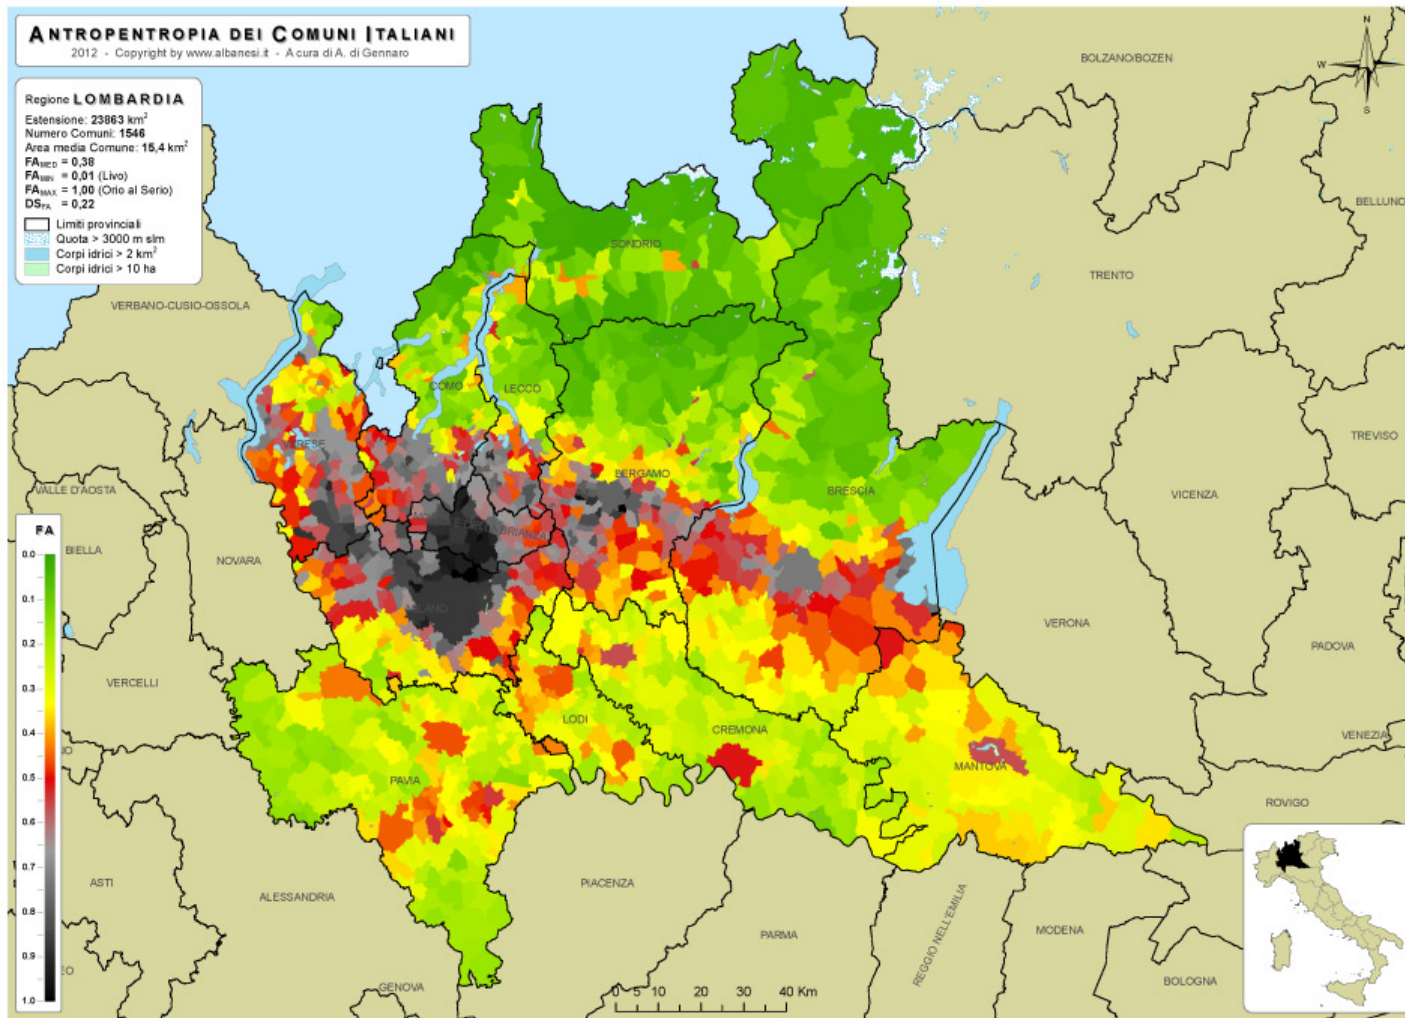 ANTROPENTROPIA DEI COMUNI ITALIANI
2012 - Copyright by www.albanesi.it - A cura di A. di Gennaro
Regione LOMBARDIA
Estensione: 23863 km²
Numero Comuni: 1546
Area media Comune: 15,4 km²
FAMED = 0,38
FAMIN = 0,01 (Livo)
FAMAX = 1,00 (Orio al Serio)
DSFA = 0,22
Limiti provinciali
Quota > 3000 m slm
Corpi idrici > 2 km²
Corpi idrici > 10 ha
N
W
S
BOLZANO/BOZEN
BELLUNO
SONDRIO
TRENTO
VERBANO-CUSIO-OSSOLA
COMO
LECCO
TREVISO
VARESE
BERGAMO
VALLE D'AOSTA
BRESCIA
VICENZA
FA
0.0
0.1
0.2
0.3
0.4
0.5
0.6
0.7
0.8
0.9
1.0
BIELLA
NOVARA
BRIANZA
MILANO
VERONA
PADOVA
VERCELLI
LODI
CREMONA
VENEZIA
PAVIA
MANTOVA
ROVIGO
ASTI
ALESSANDRIA
PIACENZA
PARMA
REGGIO NELL'EMILIA
MODENA
BOLOGNA
GENOVA
0 5 10 20 30 40 Km